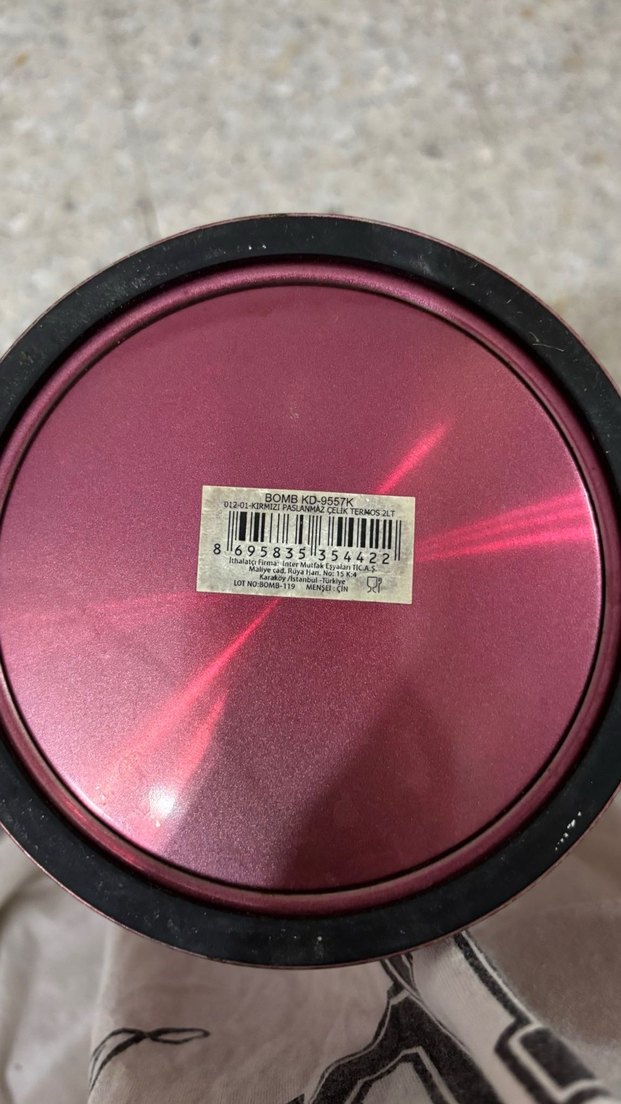 BOMB KD-9557K
012-01-KIRMIZI PASLANMAZ ÇELİK TERMOS 2LT
8 695835 354422
İthalatçı Firma: Inter Mutfak Eşyaları TİC.A.Ş.
Maliye cad. Rüya Han. No: 15 K:4
Karaköy /İstanbul -Türkiye
LOT NO:BOMB-119 MENŞEİ : ÇİN